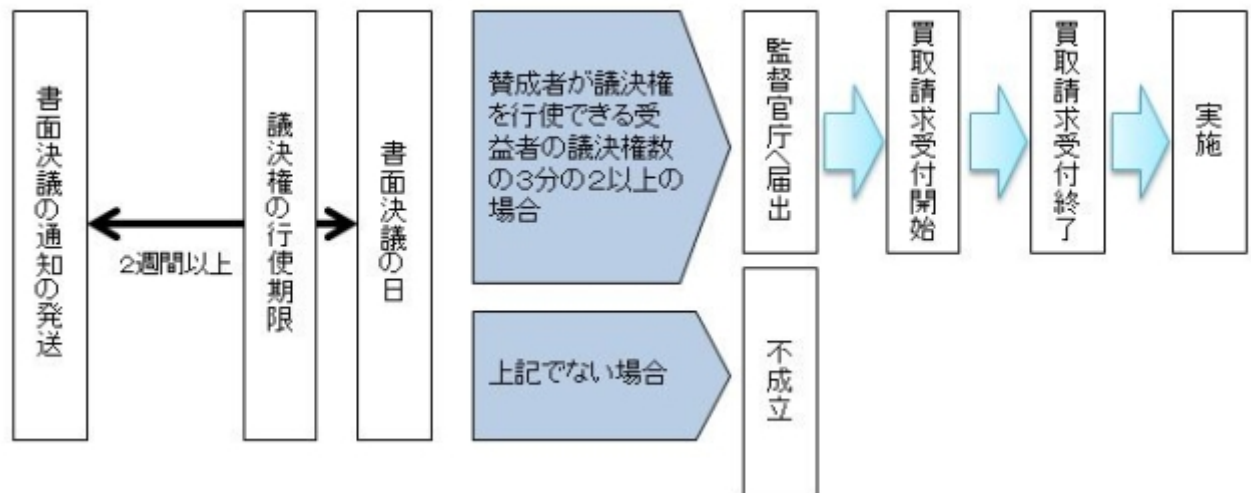 書面決議の通知の発送
2週間以上
議決権の行使期限
書面決議の日
賛成者が議決権
を行使できる受
益者の議決権数
の3分の2以上の
場合
監督官庁へ届出
買取請求受付開始
買取請求受付終了
実施
上記でない場合
不成立